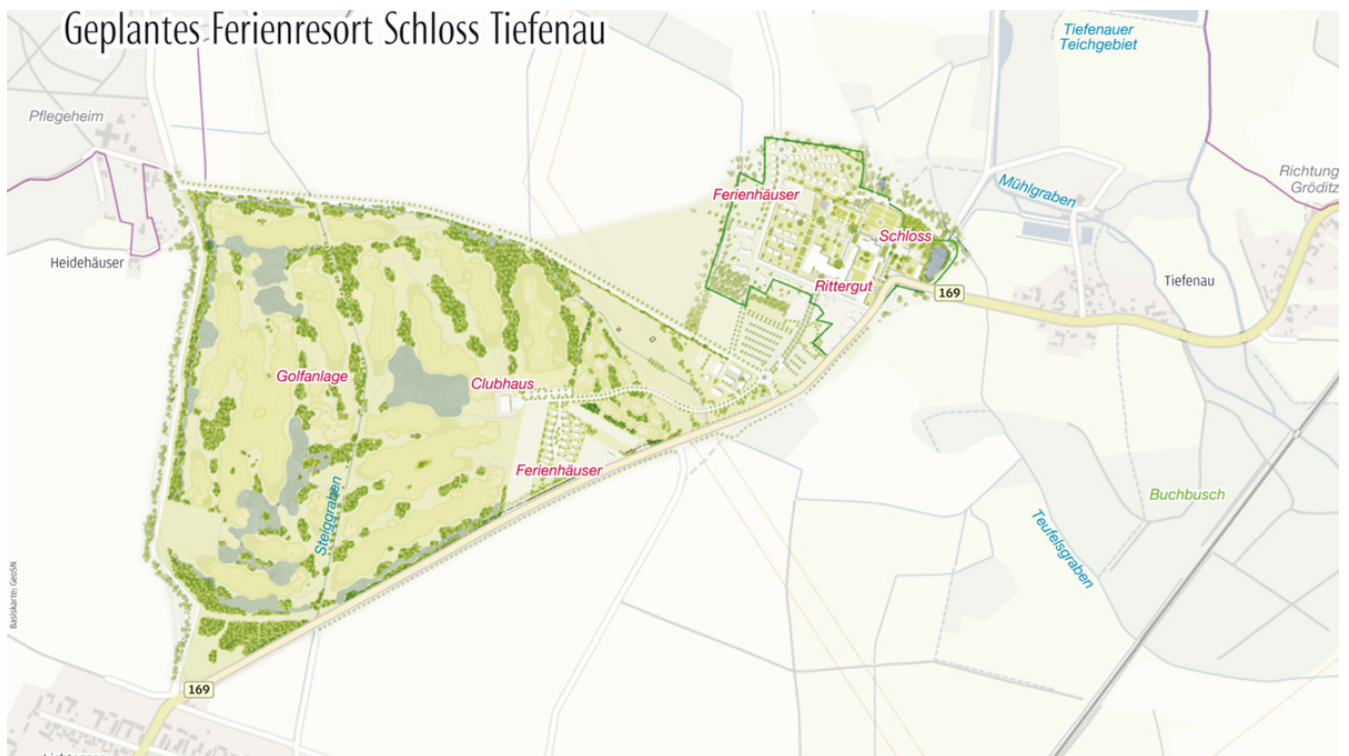 Geplantes Ferienresort Schloss Tiefenau
Tiefenauer
Teichgebiet
Pflegeheim
Richtung
Gröditz
Mühlgraben
Ferienhäuser
Schloss
Heidehäuser
Rittergut
169
Tiefenau
Golfanlage
Clubhaus
Ferienhäuser
Buchbusch
Steiggraben
Teufelsgraben
Basiskarte: GeoSN
169